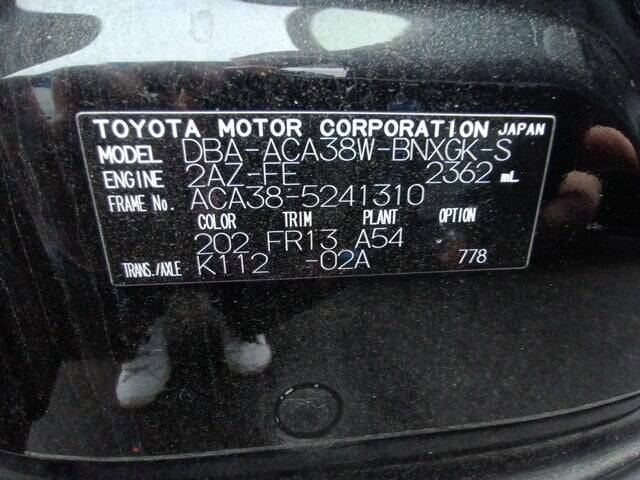 TOYOTA MOTOR CORPORATION JAPAN
MODEL DBA-ACA38W-BNXGK-S
ENGINE 2AZ-FE 2362 mL
FRAME No. ACA38-5241310
COLOR TRIM PLANT OPTION
202 FR13 A54
TRANS./AXLE K112 -02A 778